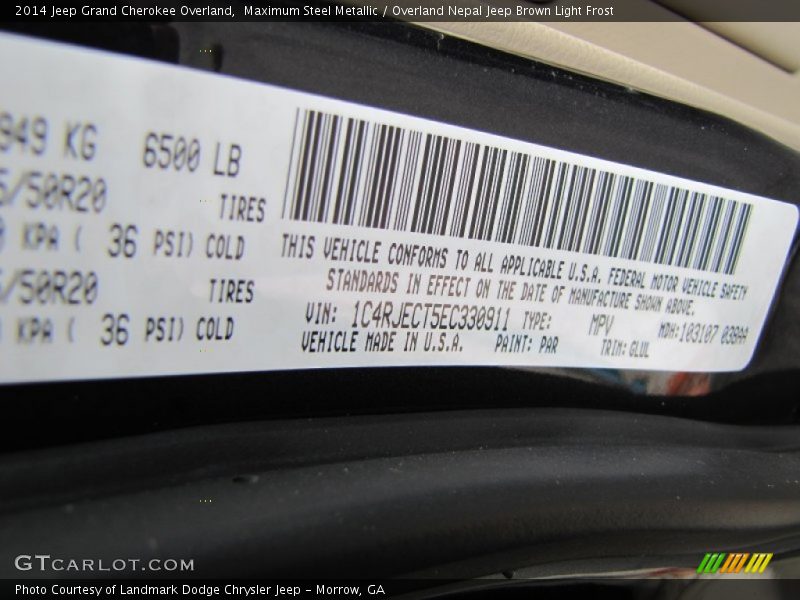 2014 Jeep Grand Cherokee Overland, Maximum Steel Metallic / Overland Nepal Jeep Brown Light Frost
949 KG 6500 LB
/50R20 TIRES
KPA ( 36 PSI) COLD
/50R20 TIRES
KPA ( 36 PSI) COLD
THIS VEHICLE CONFORMS TO ALL APPLICABLE U.S.A. FEDERAL MOTOR VEHICLE SAFETY
STANDARDS IN EFFECT ON THE DATE OF MANUFACTURE SHOWN ABOVE.
VIN: 1C4RJECT5EC330911 TYPE: MPV MDH:103107 038AA
VEHICLE MADE IN U.S.A. PAINT: PAR TRIM: GLUL
GTCARLOT.COM
Photo Courtesy of Landmark Dodge Chrysler Jeep - Morrow, GA